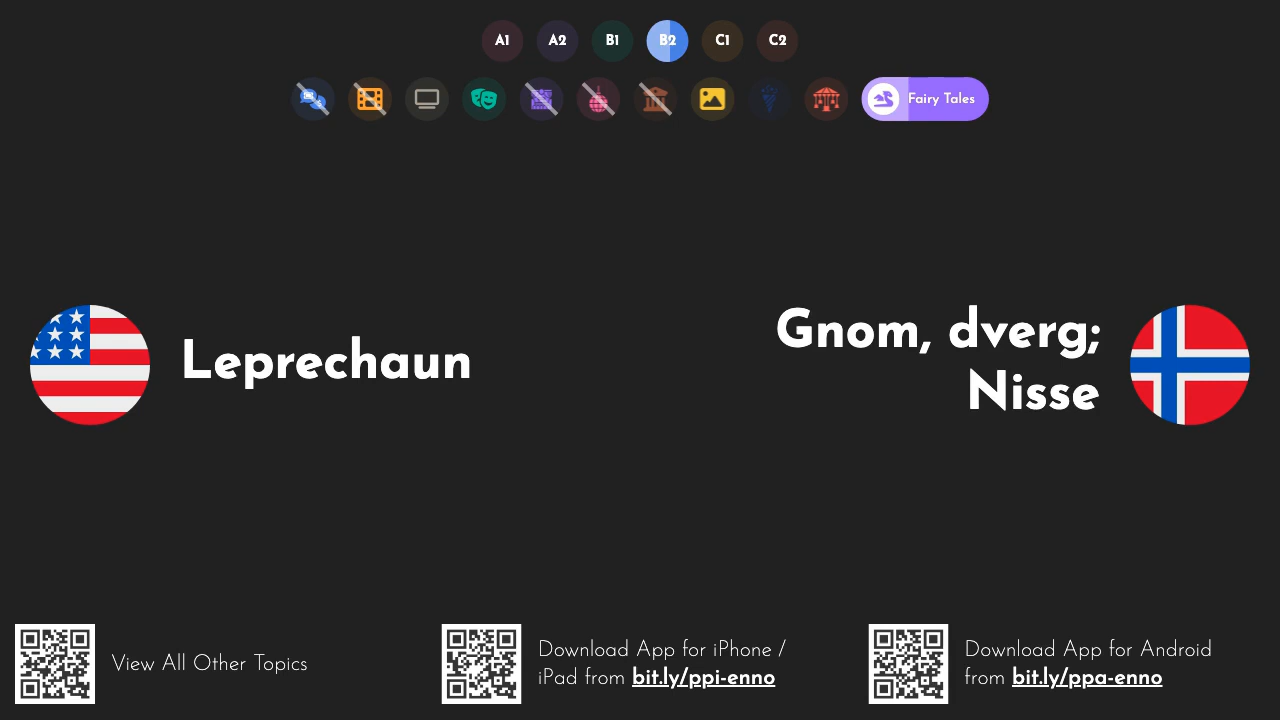 A1 A2 B1 B2 C1 C2
Fairy Tales
Leprechaun
Gnom, dverg;
Nisse
View All Other Topics
Download App for iPhone /
iPad from bit.ly/ppi-enno
Download App for Android
from bit.ly/ppa-enno